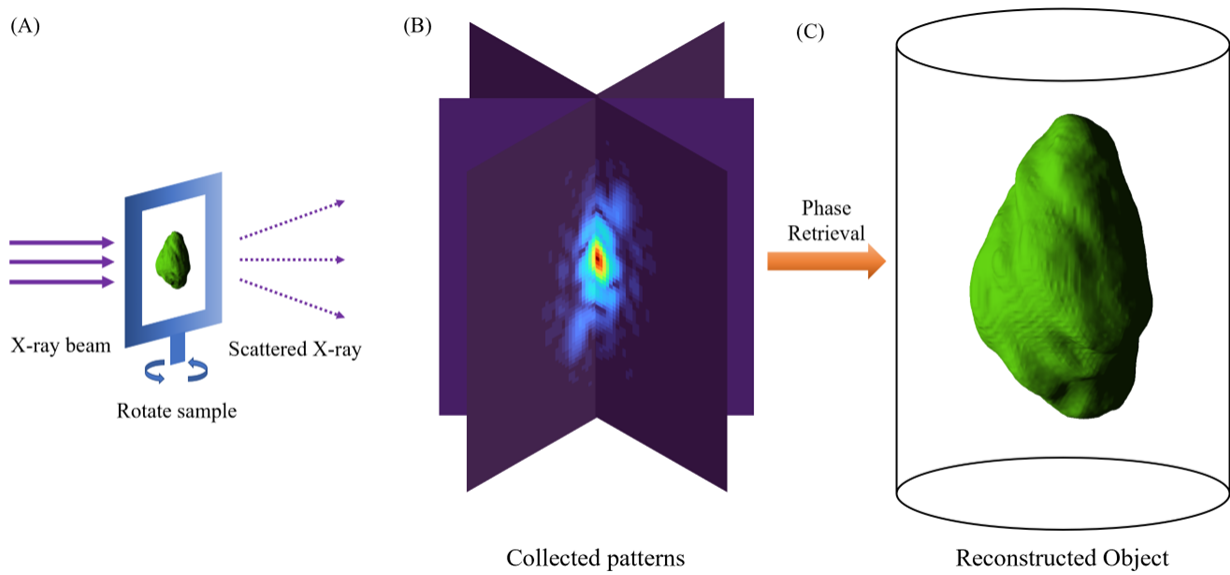 (A)
X-ray beam
Scattered X-ray
Rotate sample
(B)
Collected patterns
Phase
Retrieval
(C)
Reconstructed Object